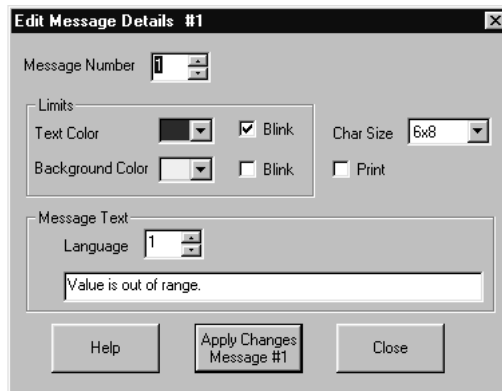 Edit Message Details #1
Message Number 1
Limits
Text Color Blink Char Size 6x8
Background Color Blink Print
Message Text
Language 1
Value is out of range.
Help Apply Changes Message #1 Close